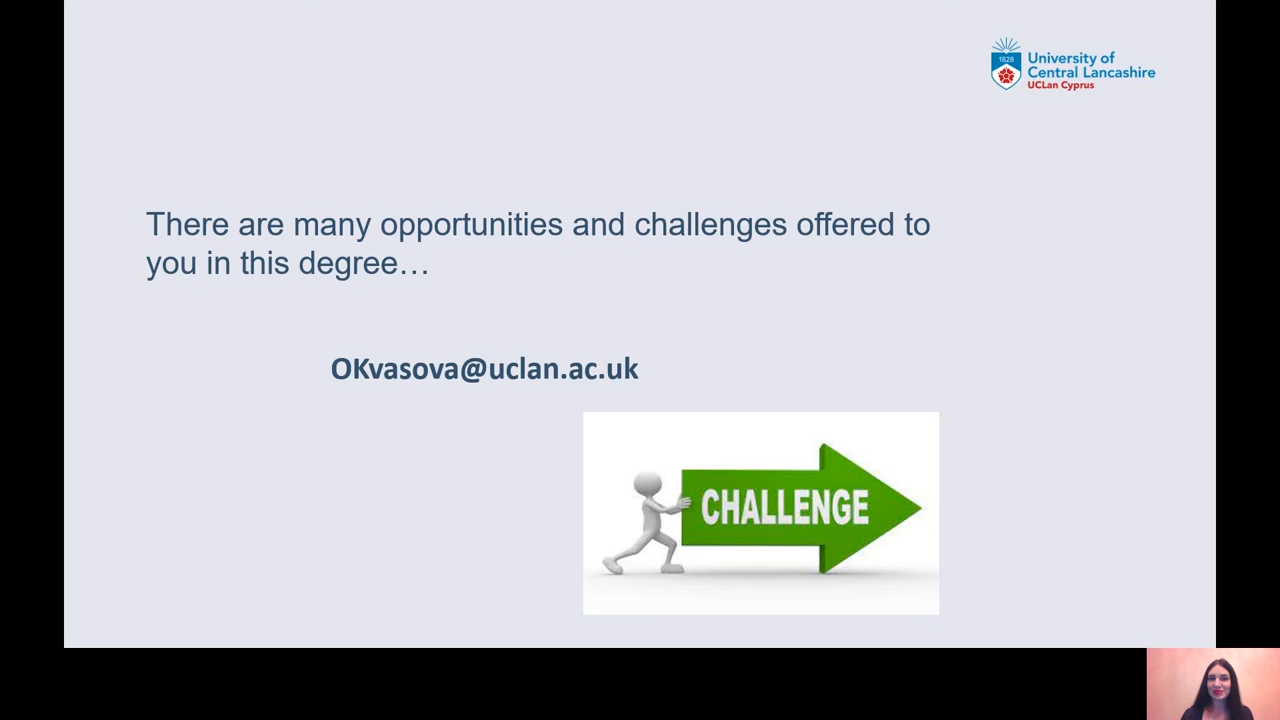 1828
University of
Central Lancashire
UCLan Cyprus
There are many opportunities and challenges offered to
you in this degree…
OKvasova@uclan.ac.uk
CHALLENGE